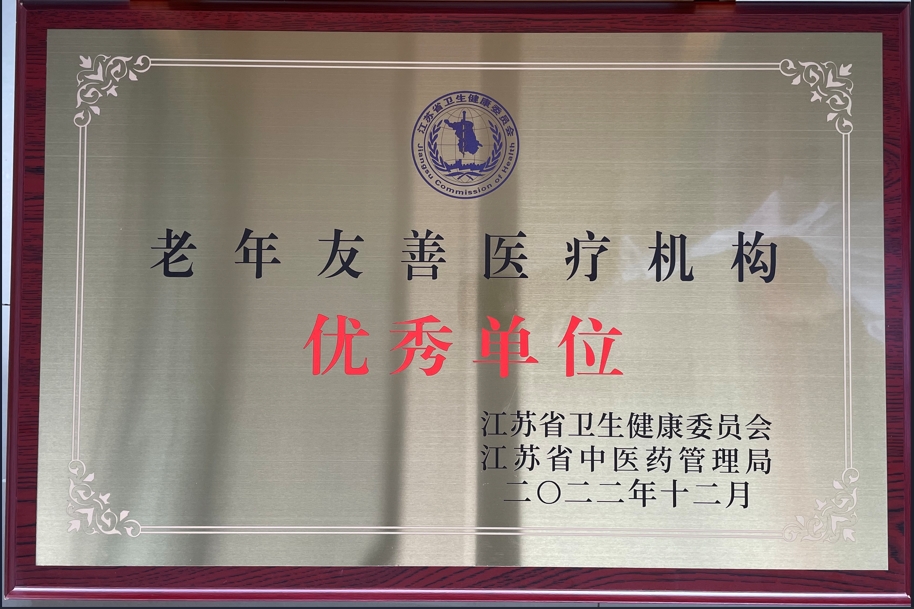 江苏省卫生健康委员会
Jiangsu Commission of Health
老年友善医疗机构
优秀单位
江苏省卫生健康委员会
江苏省中医药管理局
二〇二二年十二月